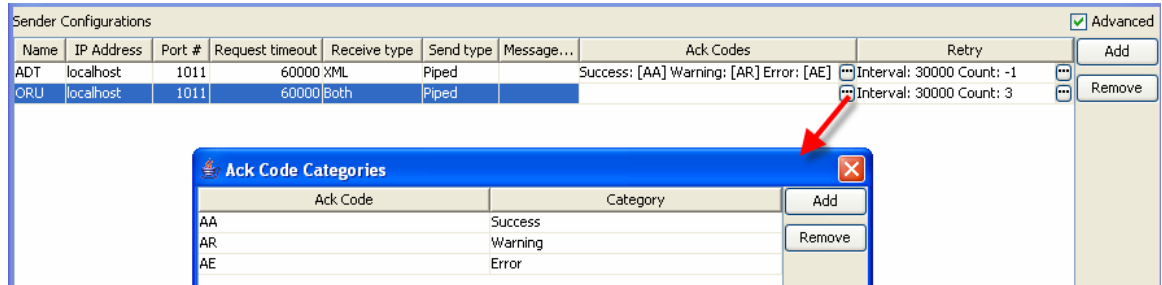 Sender Configurations Advanced
Name IP Address Port # Request timeout Receive type Send type Message... Ack Codes Retry Add
ADT localhost 1011 60000 XML Piped Success: [AA] Warning: [AR] Error: [AE] ... Interval: 30000 Count: -1 ...
ORU localhost 1011 60000 Both Piped ... Interval: 30000 Count: 3 ... Remove
Ack Code Categories
Ack Code Category Add
AA Success
AR Warning Remove
AE Error